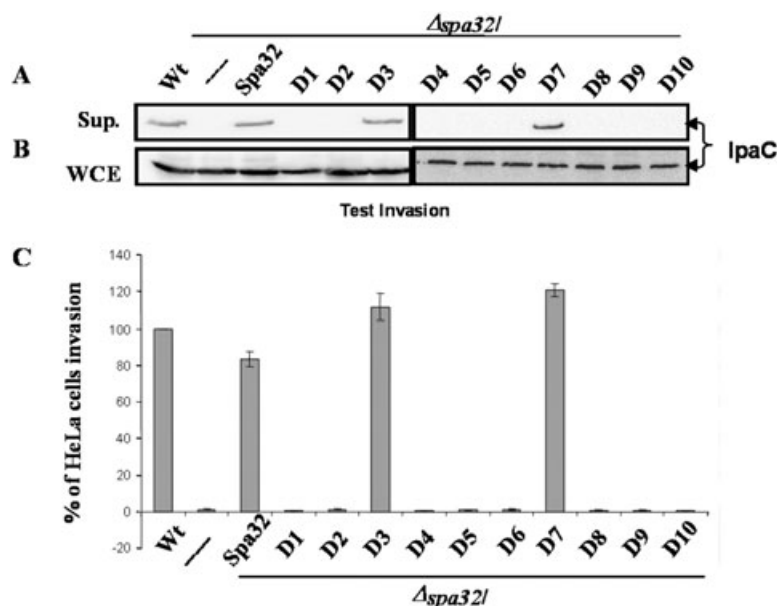 Δspa32/
A
Wt — Spa32 D1 D2 D3 D4 D5 D6 D7 D8 D9 D10
Sup.
B
IpaC
WCE
Test Invasion
C
% of HeLa cells invasion
140
120
100
80
60
40
20
0
-20
Wt — Spa32 D1 D2 D3 D4 D5 D6 D7 D8 D9 D10
Δspa32/